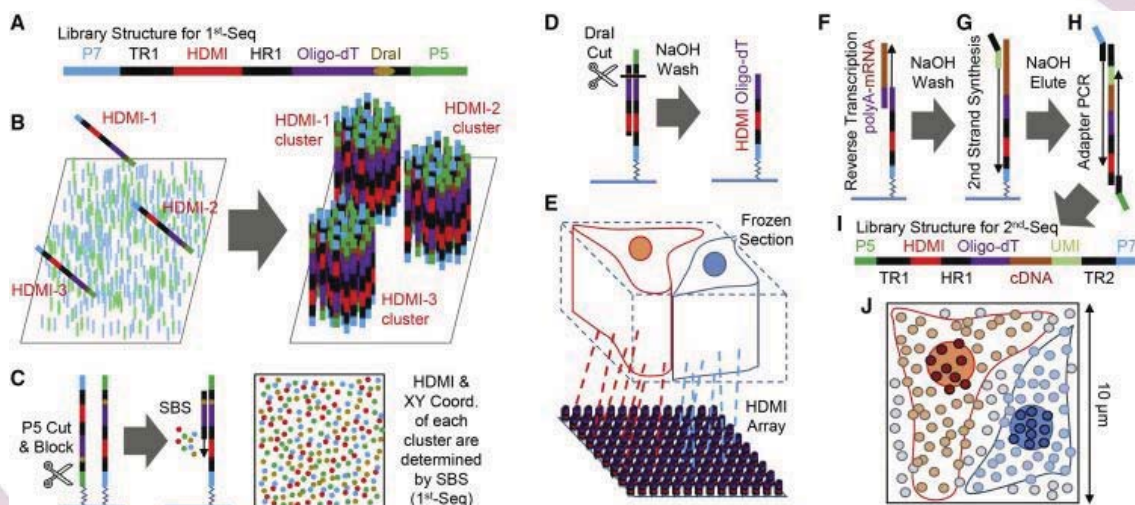 A
Library Structure for 1st-Seq
P7 TR1 HDMI HR1 Oligo-dT DraI P5
B
HDMI-1
HDMI-2
HDMI-3
HDMI-1
cluster
HDMI-2
cluster
HDMI-3
cluster
C
P5 Cut
& Block
SBS
HDMI &
XY Coord.
of each
cluster are
determined
by SBS
(1st-Seq)
D
DraI
Cut
NaOH
Wash
HDMI Oligo-dT
E
Frozen
Section
HDMI
Array
F
Reverse Transcription
polyA-mRNA
NaOH
Wash
G
2nd Strand Synthesis
NaOH
Elute
H
Adapter PCR
I
Library Structure for 2nd-Seq
P5 HDMI Oligo-dT UMI P7
TR1 HR1 cDNA TR2
J
10 µm